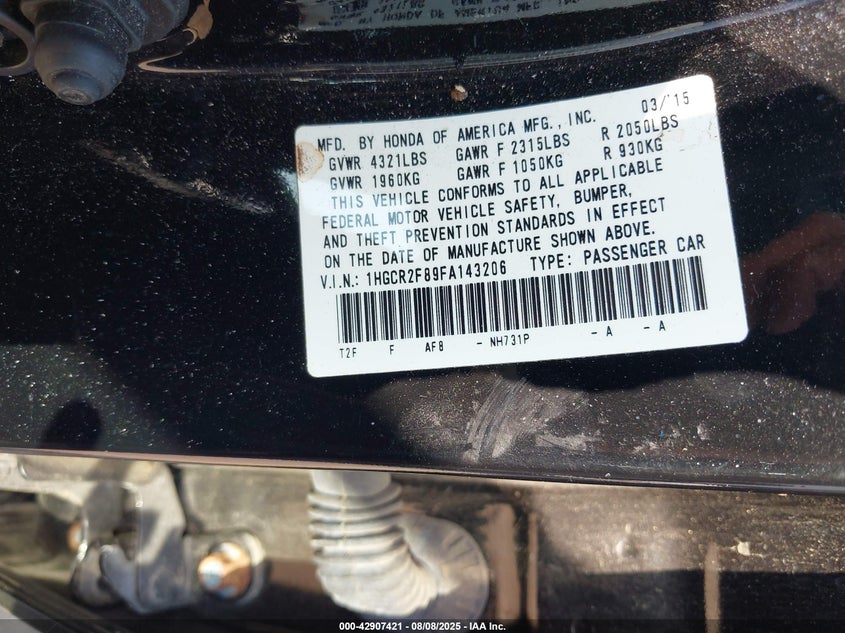 MFD. BY HONDA OF AMERICA MFG., INC. 03/'15
GVWR 4321LBS GAWR F 2315LBS R 2050LBS
GVWR 1960KG GAWR F 1050KG R 930KG
THIS VEHICLE CONFORMS TO ALL APPLICABLE
FEDERAL MOTOR VEHICLE SAFETY, BUMPER,
AND THEFT PREVENTION STANDARDS IN EFFECT
ON THE DATE OF MANUFACTURE SHOWN ABOVE.
V.I.N.: 1HGCR2F89FA143206 TYPE: PASSENGER CAR
T2F F AF8 - NH731P - A - A
000-42907421 - 08/08/2025 - IAA Inc.